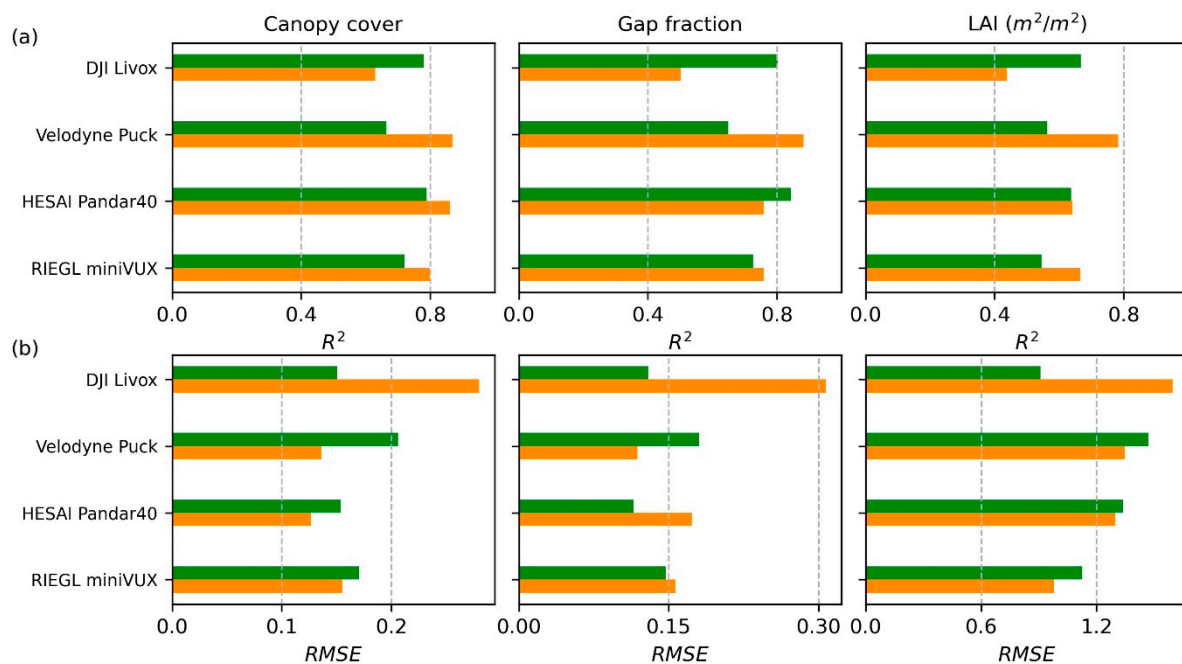 Canopy cover Gap fraction LAI (m²/m²)
(a)
DJI Livox
Velodyne Puck
HESAI Pandar40
RIEGL miniVUX
0.0 0.4 0.8 0.0 0.4 0.8 0.0 0.4 0.8
R² R² R²
(b)
DJI Livox
Velodyne Puck
HESAI Pandar40
RIEGL miniVUX
0.0 0.1 0.2 0.00 0.15 0.30 0.0 0.6 1.2
RMSE RMSE RMSE